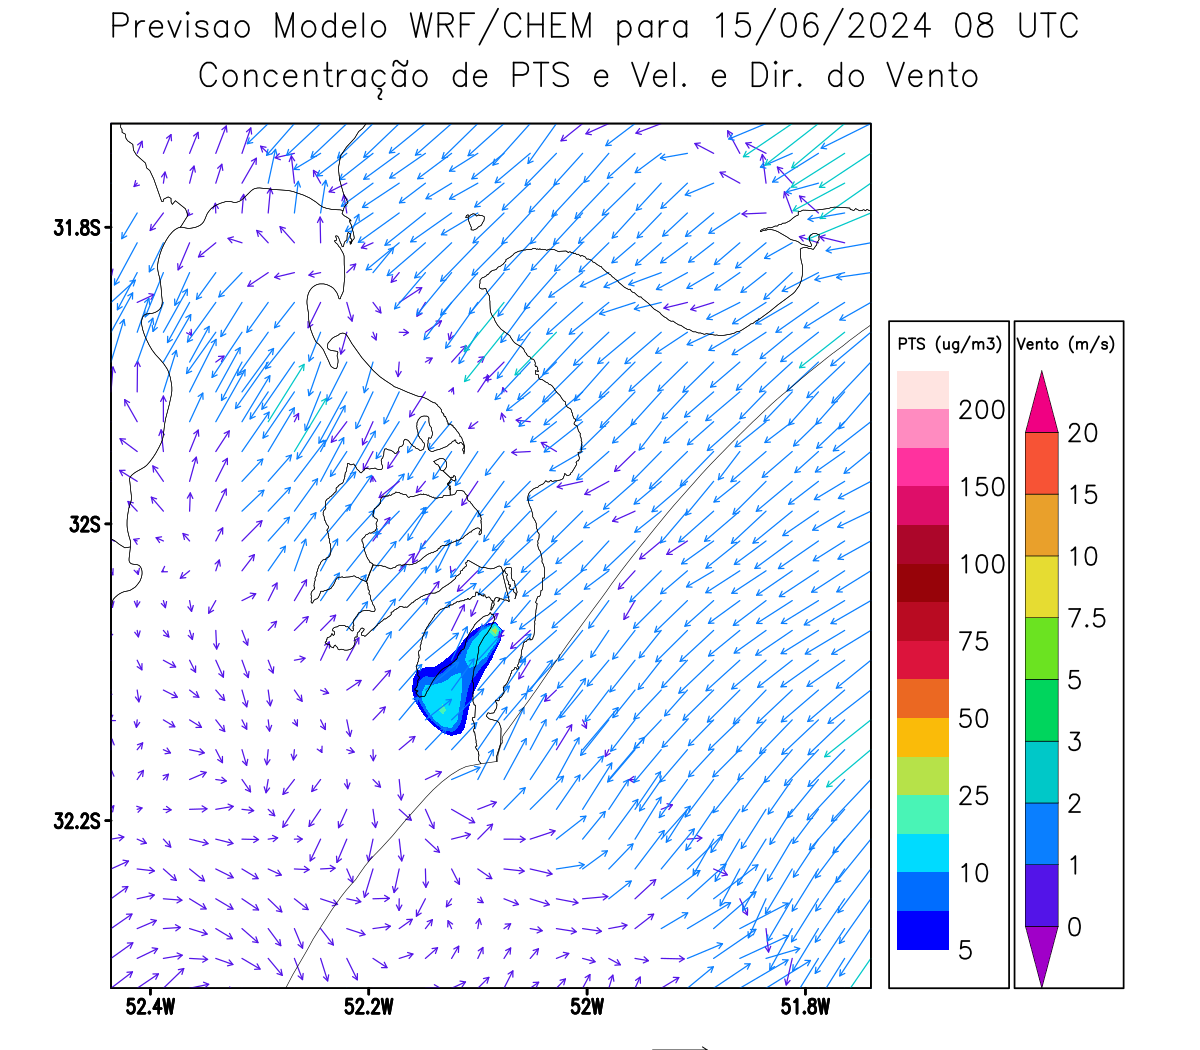 Previsao Modelo WRF/CHEM para 15/06/2024 08 UTC
Concentração de PTS e Vel. e Dir. do Vento
31.8S
32S
32.2S
52.4W
52.2W
52W
51.8W
PTS (ug/m3)
200
150
100
75
50
25
10
5
Vento (m/s)
20
15
10
7.5
5
3
2
1
0